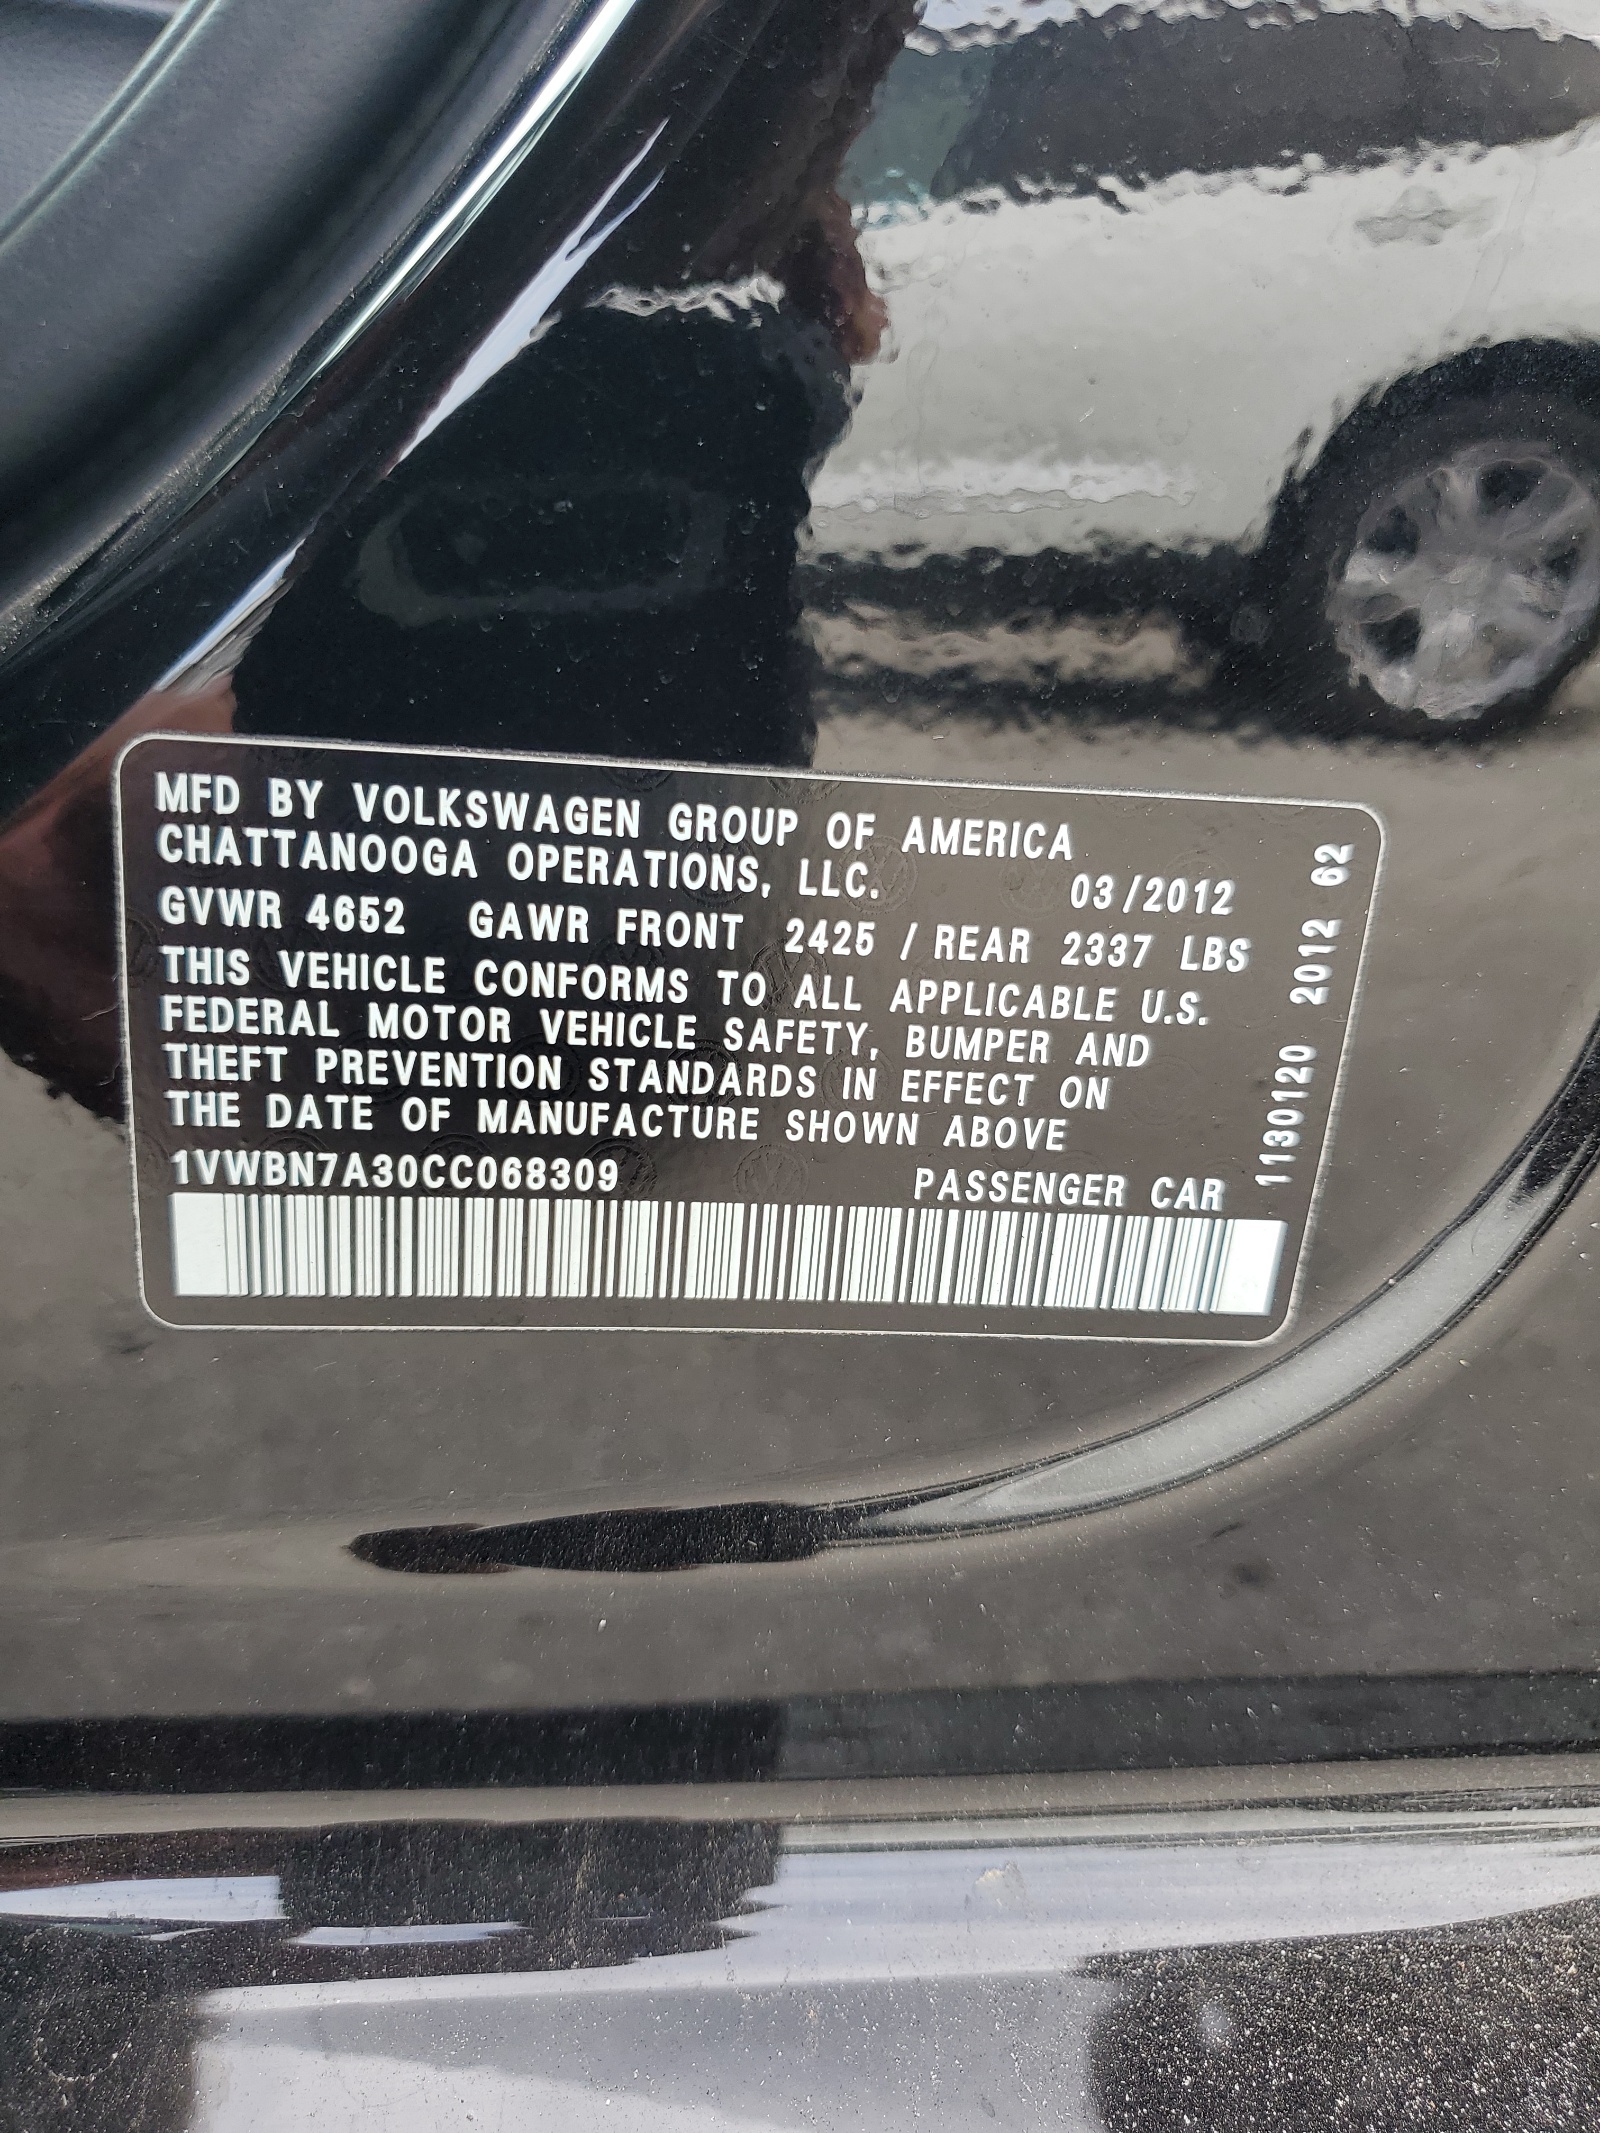 MFD BY VOLKSWAGEN GROUP OF AMERICA
CHATTANOOGA OPERATIONS, LLC. 03/2012
GVWR 4652 GAWR FRONT 2425 / REAR 2337 LBS
THIS VEHICLE CONFORMS TO ALL APPLICABLE U.S.
FEDERAL MOTOR VEHICLE SAFETY, BUMPER AND
THEFT PREVENTION STANDARDS IN EFFECT ON
THE DATE OF MANUFACTURE SHOWN ABOVE
1VWBN7A30CC068309 PASSENGER CAR
1130120 2012 62